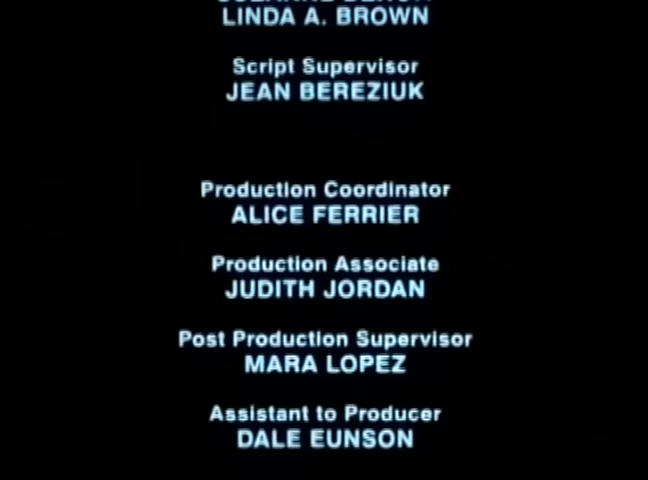 LINDA A. BROWN
Script Supervisor
JEAN BEREZIUK
Production Coordinator
ALICE FERRIER
Production Associate
JUDITH JORDAN
Post Production Supervisor
MARA LOPEZ
Assistant to Producer
DALE EUNSON